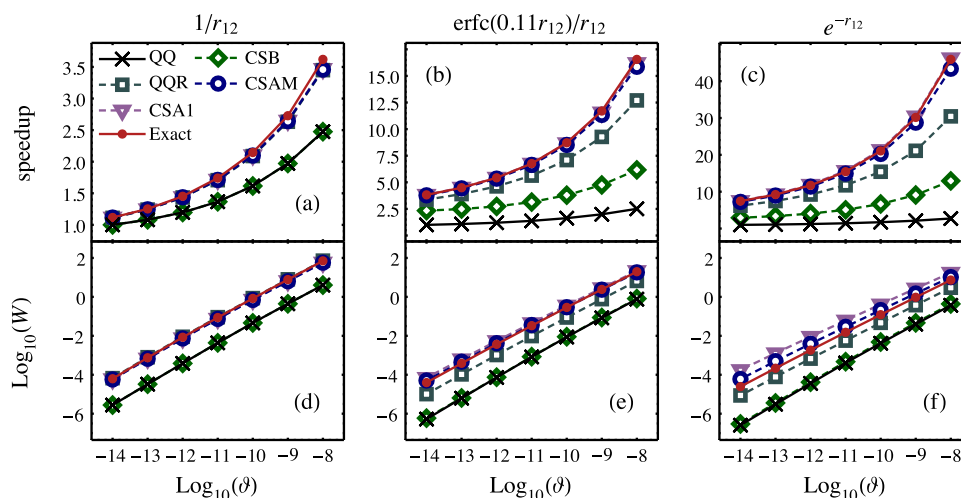 1/r₁₂ erfc(0.11r₁₂)/r₁₂ e^{−r₁₂}
speedup
3.5
3.0
2.5
2.0
1.5
1.0
QQ
QQR
CSA1
Exact
CSB
CSAM
(a)
15.0
12.5
10.0
7.5
5.0
2.5
(b)
40
30
20
10
(c)
Log₁₀(W)
2
0
−2
−4
−6
(d)
2
0
−2
−4
−6
(e)
2
0
−2
−4
−6
(f)
−14 −13 −12 −11 −10 −9 −8
−14 −13 −12 −11 −10 −9 −8
−14 −13 −12 −11 −10 −9 −8
Log₁₀(ϑ) Log₁₀(ϑ) Log₁₀(ϑ)